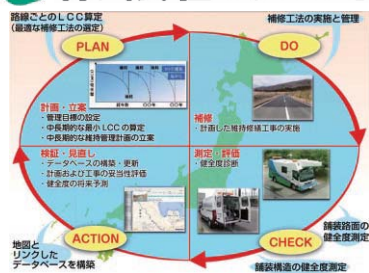 路線ごとのLCC算定
(最適な補修工法の選定)
補修工法の実施と管理
PLAN
DO
計画・立案
・管理目標の設定
・中長期的な最小LCCの算定
・中長期的な維持管理計画の立案
補修
・計画した維持修繕工事の実施
検証・見直し
・データベースの構築・更新
・計画および工事の妥当性評価
・健全度の将来予測
測定・評価
・健全度診断
地図と
リンクした
データベースを構築
ACTION
CHECK
舗装路面の
健全度測定
舗装構造の健全度測定